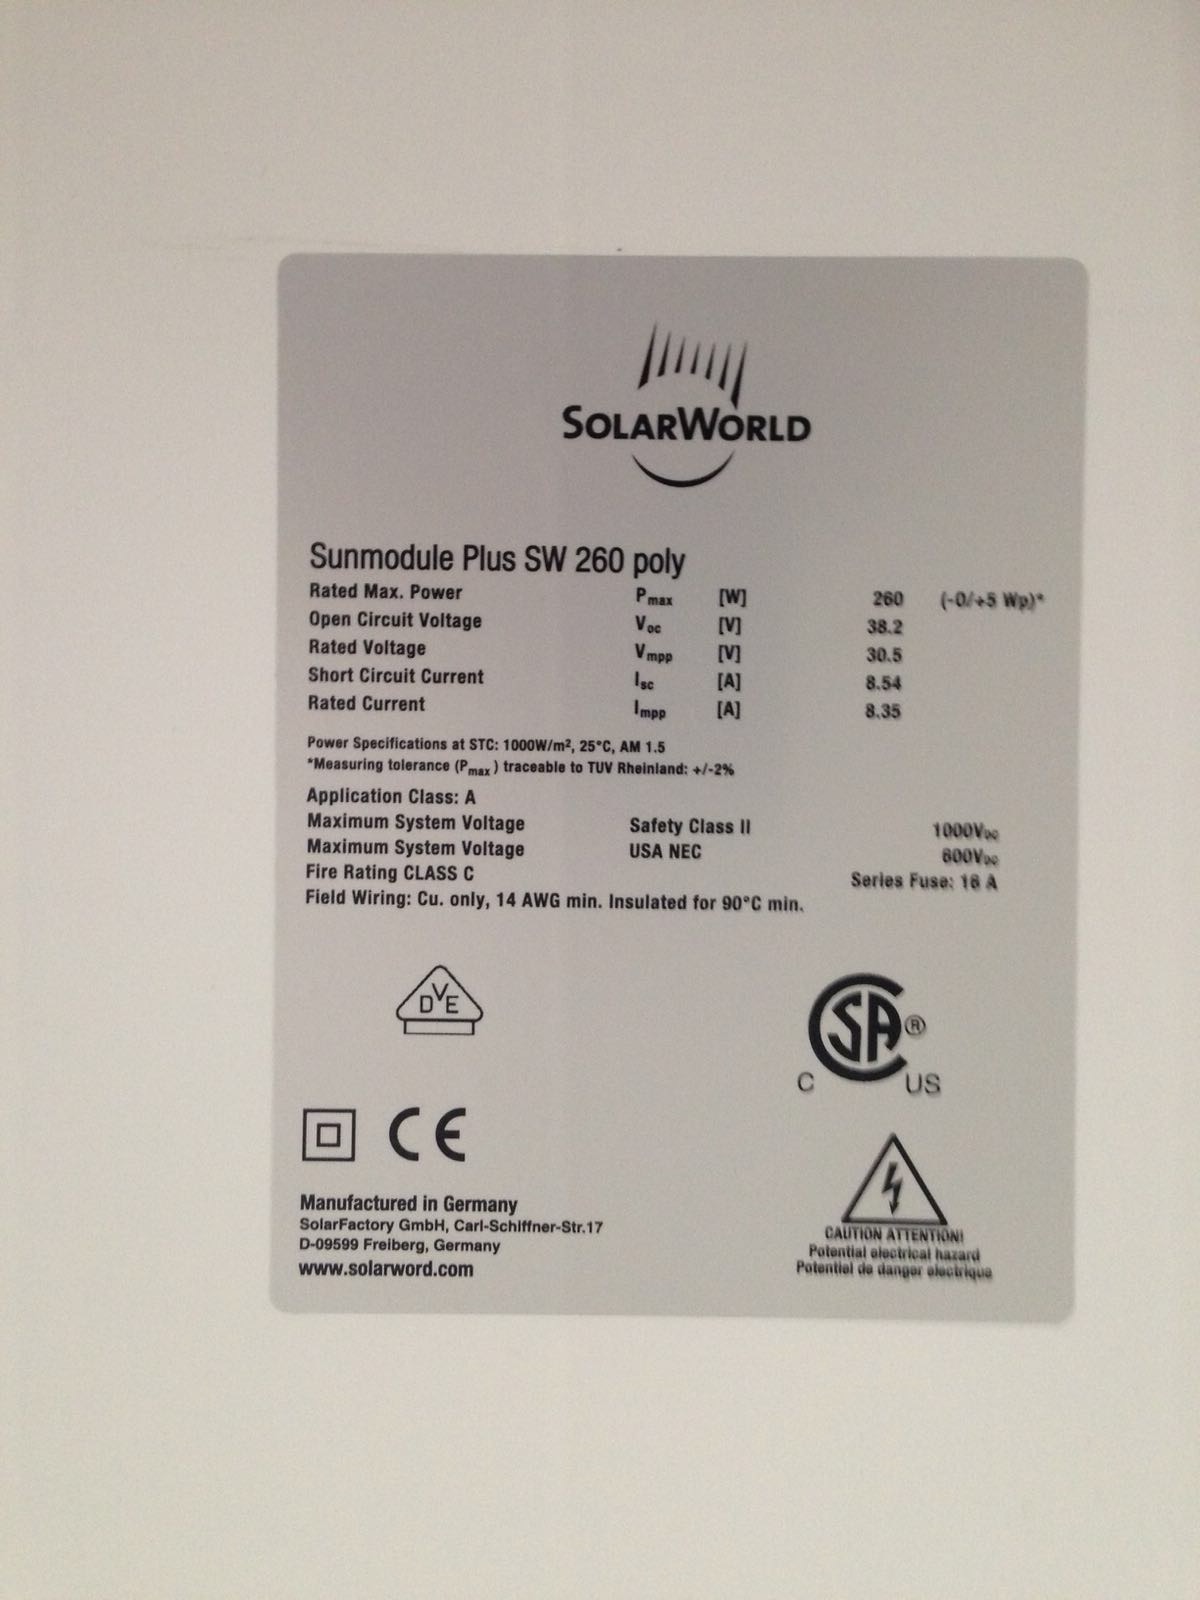 SOLARWORLD
Sunmodule Plus SW 260 poly
Rated Max. Power Pmax [W] 260 (-0/+5 Wp)*
Open Circuit Voltage Voc [V] 38.2
Rated Voltage Vmpp [V] 30.5
Short Circuit Current Isc [A] 8.54
Rated Current Impp [A] 8.35
Power Specifications at STC: 1000W/m², 25°C, AM 1.5
*Measuring tolerance (Pmax) traceable to TUV Rheinland: +/-2%
Application Class: A
Maximum System Voltage Safety Class II 1000VDC
Maximum System Voltage USA NEC 600VDC
Fire Rating CLASS C Series Fuse: 16 A
Field Wiring: Cu. only, 14 AWG min. Insulated for 90°C min.
DVE
CSA®
C US
CE
Manufactured in Germany
SolarFactory GmbH, Carl-Schiffner-Str.17
D-09599 Freiberg, Germany
www.solarword.com
CAUTION ATTENTION!
Potential electrical hazard
Potentiel de danger electrique